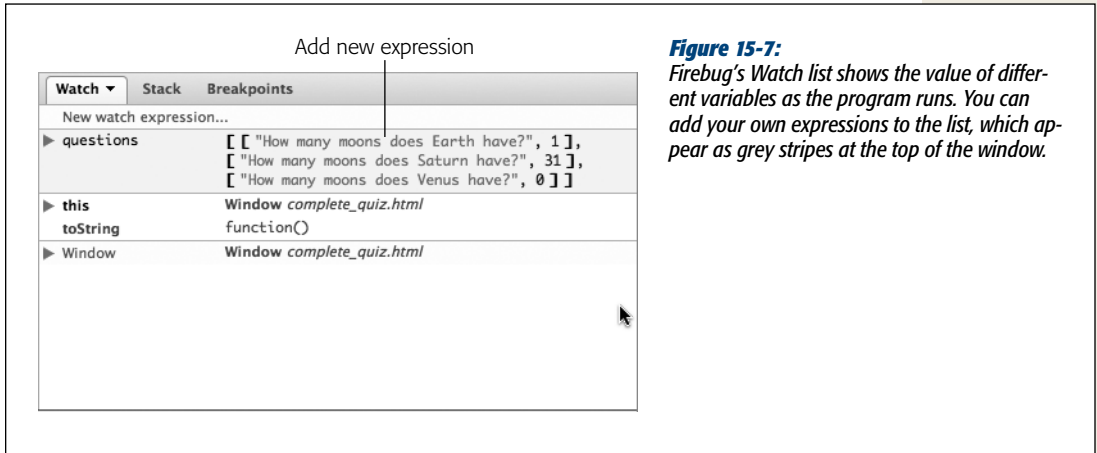 Add new expression
Watch ▼ Stack Breakpoints
New watch expression...
questions [ [ "How many moons does Earth have?", 1 ],
[ "How many moons does Saturn have?", 31 ],
[ "How many moons does Venus have?", 0 ] ]
this Window complete_quiz.html
toString function()
Window Window complete_quiz.html
Figure 15-7:
Firebug's Watch list shows the value of differ-
ent variables as the program runs. You can
add your own expressions to the list, which ap-
pear as grey stripes at the top of the window.